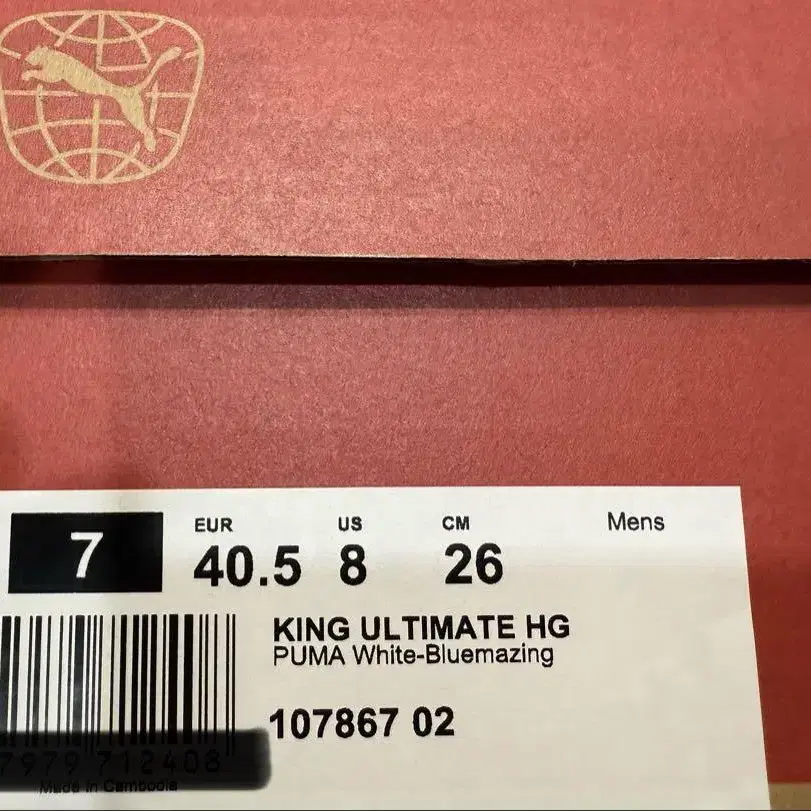 7
EUR US CM Mens
40.5 8 26
KING ULTIMATE HG
PUMA White-Bluemazing
107867 02
7979 712408
Made in Cambodia